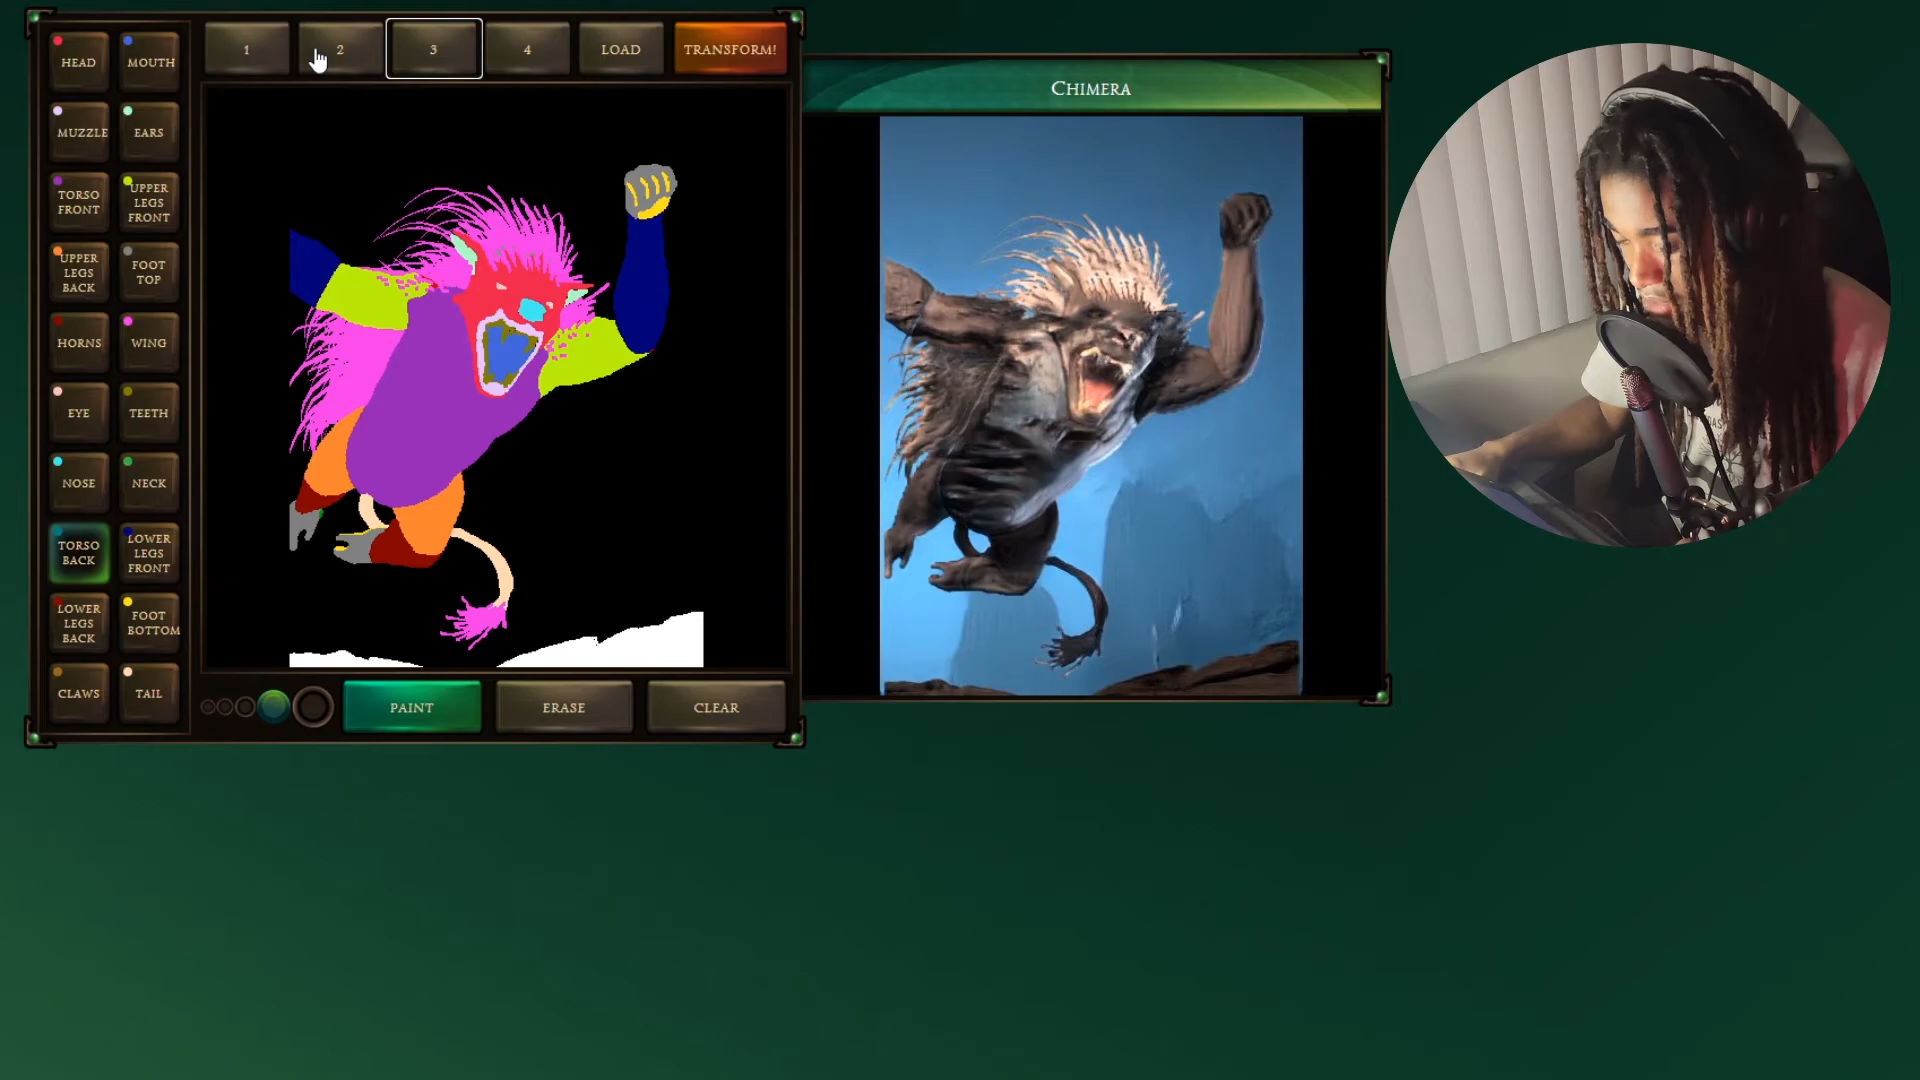 1
2
3
4
LOAD
TRANSFORM!
HEAD
MOUTH
MUZZLE
EARS
TORSO
FRONT
UPPER
LEGS
FRONT
UPPER
LEGS
BACK
FOOT
TOP
HORNS
WING
EYE
TEETH
NOSE
NECK
TORSO
BACK
LOWER
LEGS
FRONT
LOWER
LEGS
BACK
FOOT
BOTTOM
CLAWS
TAIL
PAINT
ERASE
CLEAR
CHIMERA